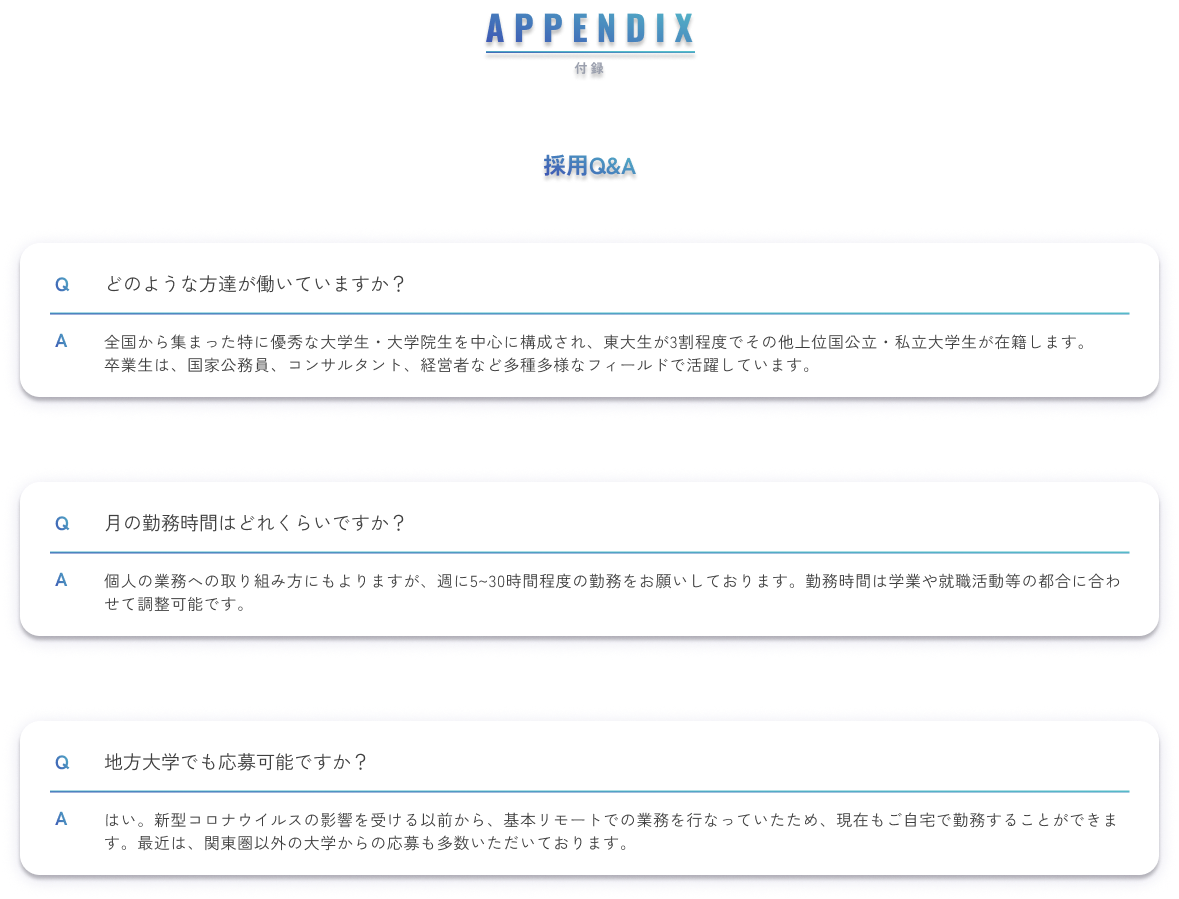 APPENDIX
付録
採用Q&A
Q どのような方達が働いていますか？
A 全国から集まった特に優秀な大学生・大学院生を中心に構成され、東大生が3割程度でその他上位国公立・私立大学生が在籍します。
卒業生は、国家公務員、コンサルタント、経営者など多種多様なフィールドで活躍しています。
Q 月の勤務時間はどれくらいですか？
A 個人の業務への取り組み方にもよりますが、週に5~30時間程度の勤務をお願いしております。勤務時間は学業や就職活動等の都合に合わ
せて調整可能です。
Q 地方大学でも応募可能ですか？
A はい。新型コロナウイルスの影響を受ける以前から、基本リモートでの業務を行なっていたため、現在もご自宅で勤務することができま
す。最近は、関東圏以外の大学からの応募も多数いただいております。